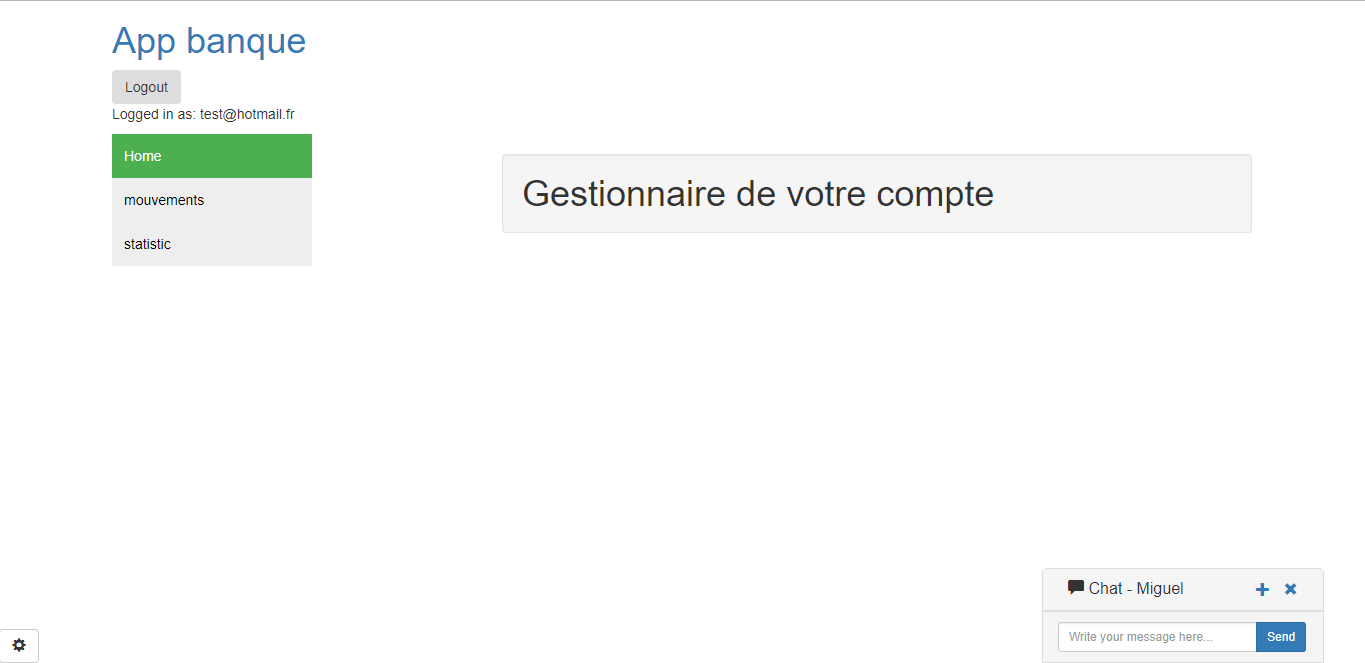 App banque
Logout
Logged in as: test@hotmail.fr
Home
mouvements
statistic
Gestionnaire de votre compte
Chat - Miguel
Write your message here...
Send